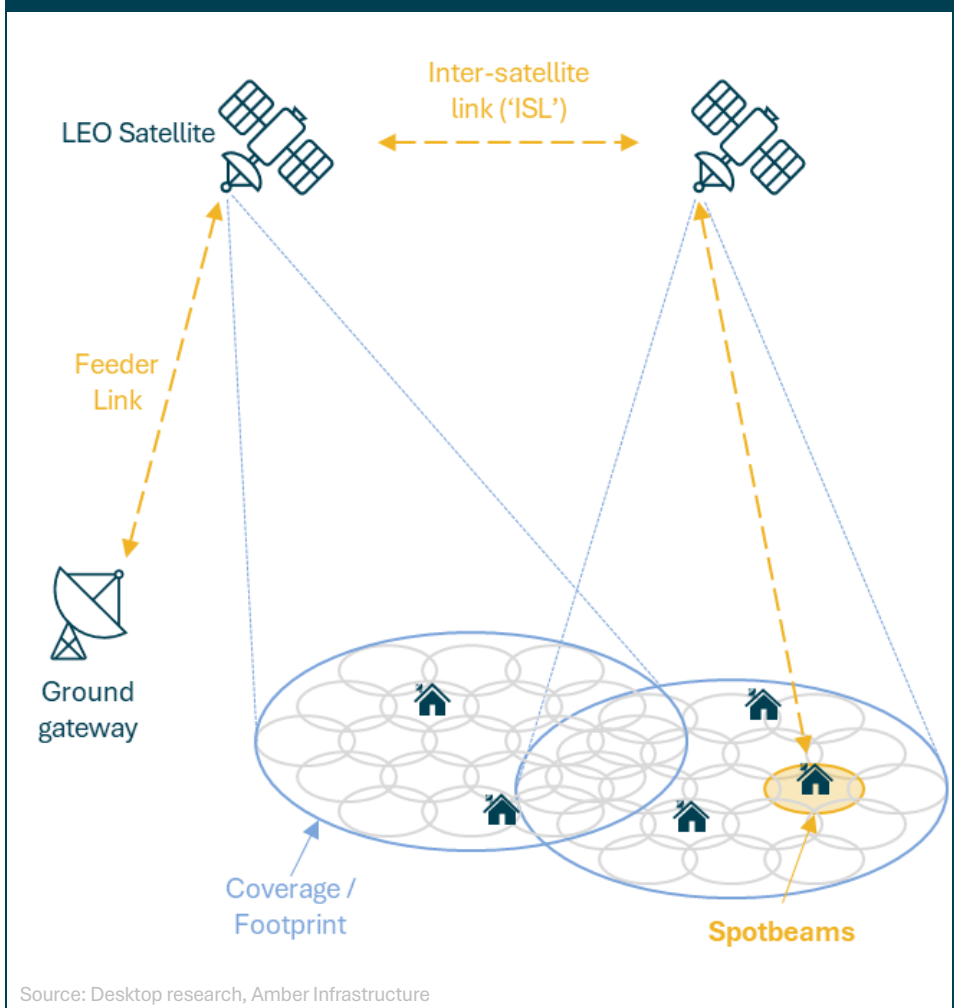 Inter-satellite
link (‘ISL’)
LEO Satellite
Feeder
Link
Ground
gateway
Coverage /
Footprint
Spotbeams
Source: Desktop research, Amber Infrastructure